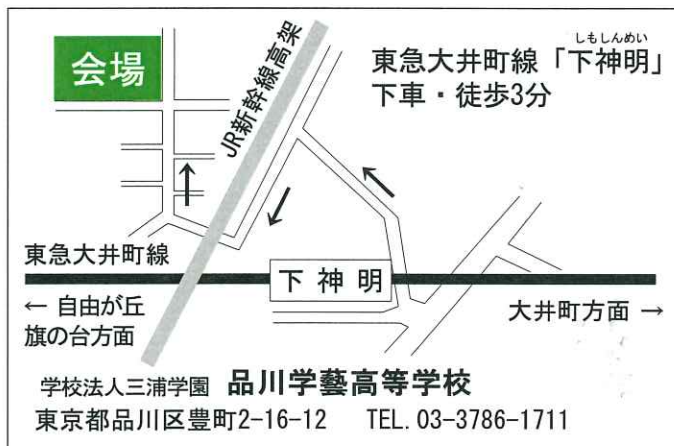 会場
JR新幹線高架
しもしんめい
東急大井町線「下神明」
下車・徒歩3分
東急大井町線
下神明
← 自由が丘
旗の台方面
大井町方面 →
学校法人三浦学園 品川学藝高等学校
東京都品川区豊町2-16-12 TEL. 03-3786-1711